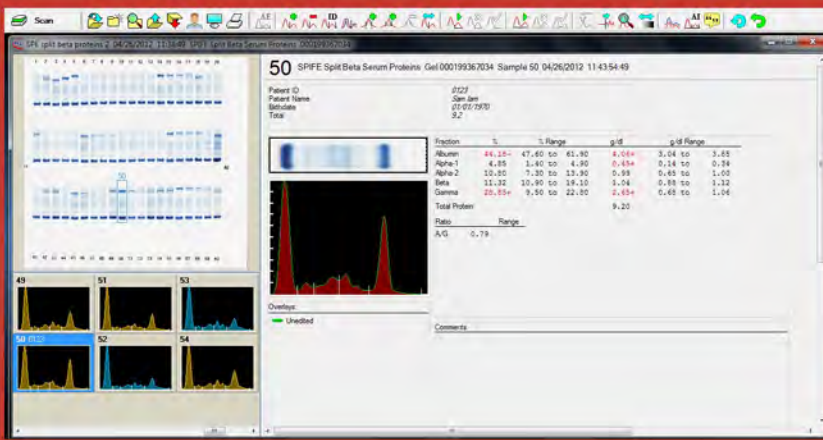 Scan
SPE split beta proteins 2 04/26/2012 11:34:49 SPIFE Split Beta Serum Proteins 000199367034
50 SPIFE Split Beta Serum Proteins Gel 000199367034 Sample 50 04/26/2012 11:43:54:49
Patient ID 0123
Patient Name Sam Iam
Birthdate 01/01/1970
Total 9.2
Fraction % % Range g/dl g/dl Range
Albumin 44.16- 47.60 to 61.90 4.06+ 3.04 to 3.65
Alpha-1 4.85 1.40 to 4.90 0.45+ 0.14 to 0.34
Alpha-2 10.80 7.30 to 13.90 0.99 0.65 to 1.00
Beta 11.32 10.90 to 19.10 1.04 0.88 to 1.12
Gamma 9.50 to 22.80 2.65+ 0.65 to 1.06
Total Protein 9.20
Ratio Range
A/G 0.79
Overlays:
Unedited
Comments
50
49 51 53
50 52 54